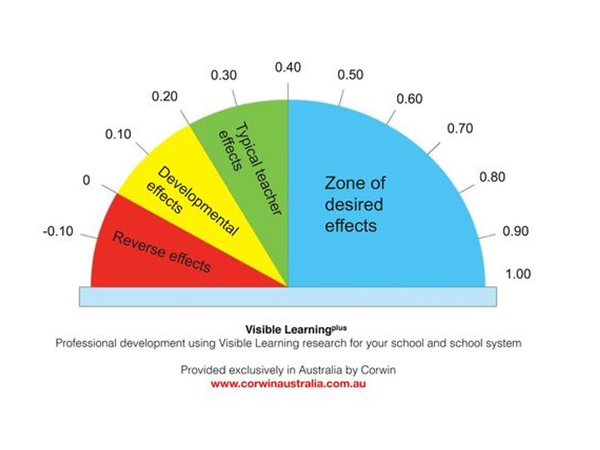 0.40
0.30
0.50
0.20
0.60
0.10
0.70
0
0.80
-0.10
0.90
1.00
Reverse effects
Developmental
effects
Typical teacher
effects
Zone of
desired
effects
Visible Learningplus
Professional development using Visible Learning research for your school and school system
Provided exclusively in Australia by Corwin
www.corwinaustralia.com.au